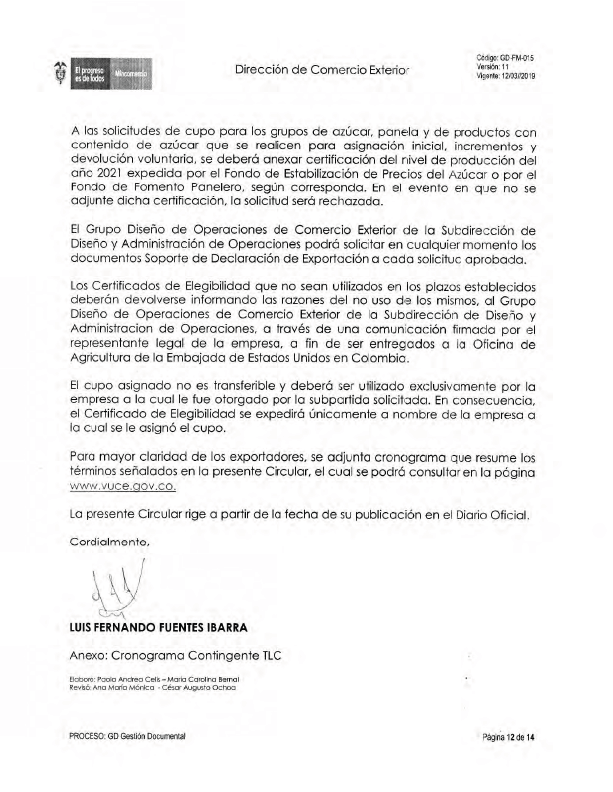 El progreso
es de todos
Mincomercio
Dirección de Comercio Exterior
Código: GD-FM-015
Versión: 11
Vigente: 12/03//2019
A las solicitudes de cupo para los grupos de azúcar, panela y de productos con
contenido de azúcar que se realicen para asignación inicial, incrementos y
devolución voluntaria, se deberá anexar certificación del nivel de producción del
año 2021 expedida por el Fondo de Estabilización de Precios del Azúcar o por el
Fondo de Fomento Panelero, según corresponda. En el evento en que no se
adjunte dicha certificación, la solicitud será rechazada.
El Grupo Diseño de Operaciones de Comercio Exterior de la Subdirección de
Diseño y Administración de Operaciones podrá solicitar en cualquier momento los
documentos Soporte de Declaración de Exportación a cada solicitud aprobada.
Los Certificados de Elegibilidad que no sean utilizados en los plazos establecidos
deberán devolverse informando las razones del no uso de los mismos, al Grupo
Diseño de Operaciones de Comercio Exterior de la Subdirección de Diseño y
Administracion de Operaciones, a través de una comunicación firmada por el
representante legal de la empresa, a fin de ser entregados a la Oficina de
Agricultura de la Embajada de Estados Unidos en Colombia.
El cupo asignado no es transferible y deberá ser utilizado exclusivamente por la
empresa a la cual le fue otorgado por la subpartida solicitada. En consecuencia,
el Certificado de Elegibilidad se expedirá únicamente a nombre de la empresa a
la cual se le asignó el cupo.
Para mayor claridad de los exportadores, se adjunta cronograma que resume los
términos señalados en la presente Circular, el cual se podrá consultar en la página
www.vuce.gov.co.
La presente Circular rige a partir de la fecha de su publicación en el Diario Oficial.
Cordialmente,
LUIS FERNANDO FUENTES IBARRA
Anexo: Cronograma Contingente TLC
Elaboró: Paola Andrea Celis – María Carolina Bernal
Revisó: Ana María Mónica - César Augusto Ochoa
PROCESO: GD Gestión Documental
Página 12 de 14